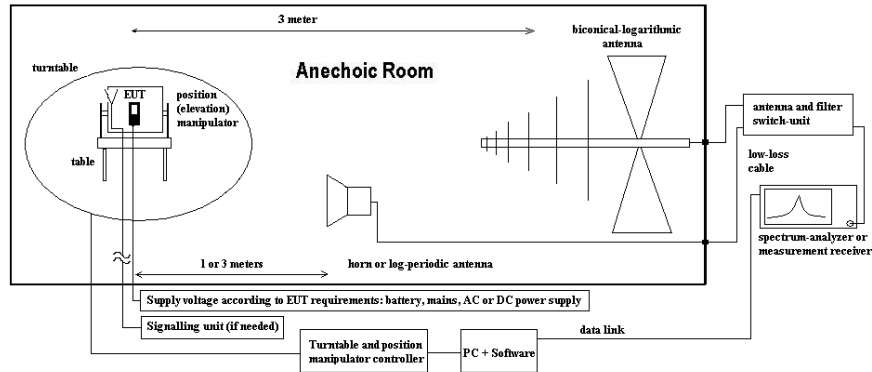 3 meter
biconical-logarithmic
antenna
Anechoic Room
turntable
EUT
position
(elevation)
manipulator
table
antenna and filter
switch-unit
low-loss
cable
spectrum-analyzer or
measurement receiver
1 or 3 meters
horn or log-periodic antenna
Supply voltage according to EUT requirements: battery, mains, AC or DC power supply
Signalling unit (if needed)
data link
Turntable and position
manipulator controller
PC + Software